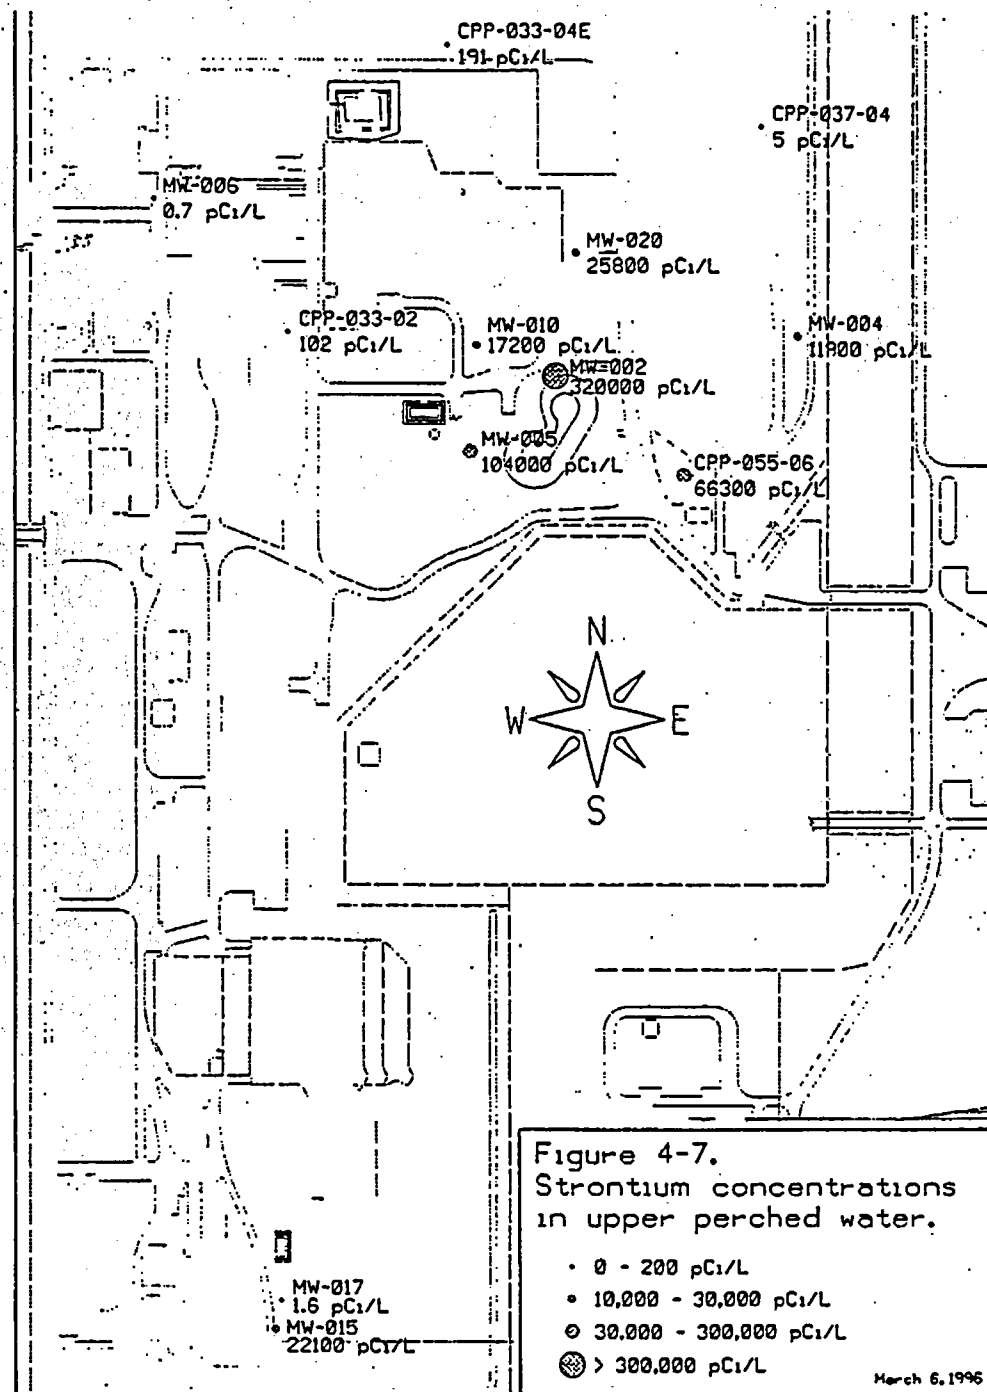 CPP-033-04E
191 pCi/L
CPP-037-04
5 pCi/L
MW-006
0.7 pCi/L
MW-020
25800 pCi/L
CPP-033-02
102 pCi/L
MW-010
17200 pCi/L
MW-004
11800 pCi/L
MW-002
320000 pCi/L
MW-005
104000 pCi/L
CPP-055-06
66300 pCi/L
N
W
E
S
MW-017
1.6 pCi/L
MW-015
22100 pCi/L
Figure 4-7.
Strontium concentrations
in upper perched water.
0 - 200 pCi/L
10,000 - 30,000 pCi/L
30,000 - 300,000 pCi/L
> 300,000 pCi/L
March 6, 1996